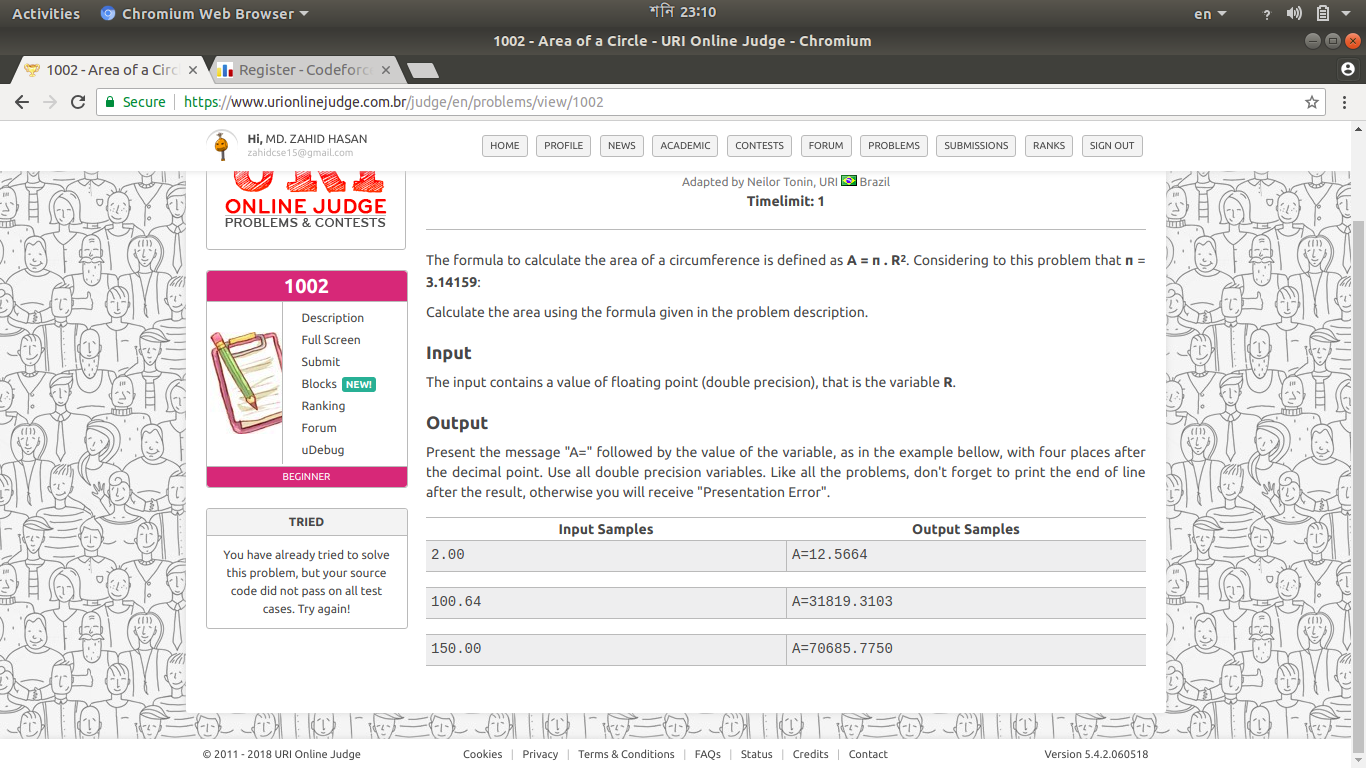 Activities Chromium Web Browser শনি 23:10 en ?
1002 - Area of a Circle - URI Online Judge - Chromium
1002 - Area of a Circ Register - Codeforc
Secure https://www.urionlinejudge.com.br/judge/en/problems/view/1002
Hi, MD. ZAHID HASAN
zahidcse15@gmail.com
HOME PROFILE NEWS ACADEMIC CONTESTS FORUM PROBLEMS SUBMISSIONS RANKS SIGN OUT
URI
ONLINE JUDGE
PROBLEMS & CONTESTS
1002
Description
Full Screen
Submit
Blocks NEW!
Ranking
Forum
uDebug
BEGINNER
TRIED
You have already tried to solve
this problem, but your source
code did not pass on all test
cases. Try again!
Adapted by Neilor Tonin, URI Brazil
Timelimit: 1
The formula to calculate the area of a circumference is defined as A = n . R². Considering to this problem that n =
3.14159:
Calculate the area using the formula given in the problem description.
Input
The input contains a value of floating point (double precision), that is the variable R.
Output
Present the message "A=" followed by the value of the variable, as in the example bellow, with four places after
the decimal point. Use all double precision variables. Like all the problems, don't forget to print the end of line
after the result, otherwise you will receive "Presentation Error".
Input Samples Output Samples
2.00 A=12.5664
100.64 A=31819.3103
150.00 A=70685.7750
© 2011 - 2018 URI Online Judge Cookies | Privacy | Terms & Conditions | FAQs | Status | Credits | Contact Version 5.4.2.060518